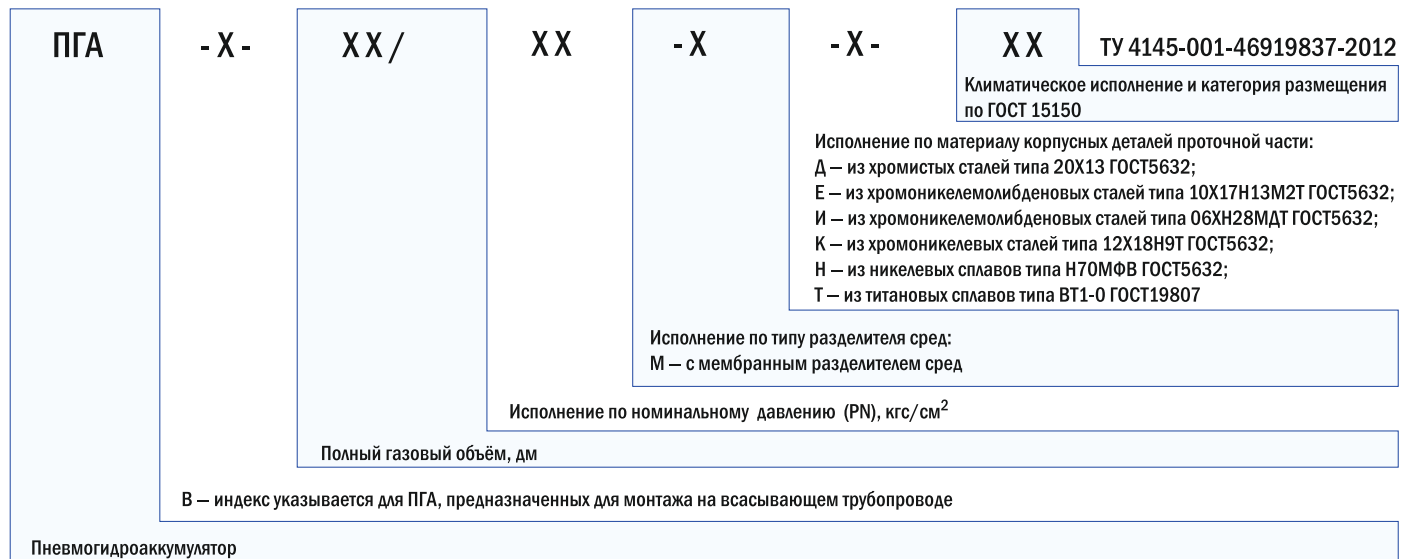 ПГА -Х- ХХ/ ХХ -Х -Х- ХХ ТУ 4145-001-46919837-2012
Климатическое исполнение и категория размещения
по ГОСТ 15150
Исполнение по материалу корпусных деталей проточной части:
Д — из хромистых сталей типа 20Х13 ГОСТ5632;
Е — из хромоникелемолибденовых сталей типа 10Х17Н13М2Т ГОСТ5632;
И — из хромоникелемолибденовых сталей типа 06ХН28МДТ ГОСТ5632;
К — из хромоникелевых сталей типа 12Х18Н9Т ГОСТ5632;
Н — из никелевых сплавов типа Н70МФВ ГОСТ5632;
Т — из титановых сплавов типа ВТ1-0 ГОСТ19807
Исполнение по типу разделителя сред:
М — с мембранным разделителем сред
Исполнение по номинальному давлению (PN), кгс/см²
Полный газовый объём, дм
В — индекс указывается для ПГА, предназначенных для монтажа на всасывающем трубопроводе
Пневмогидроаккумулятор